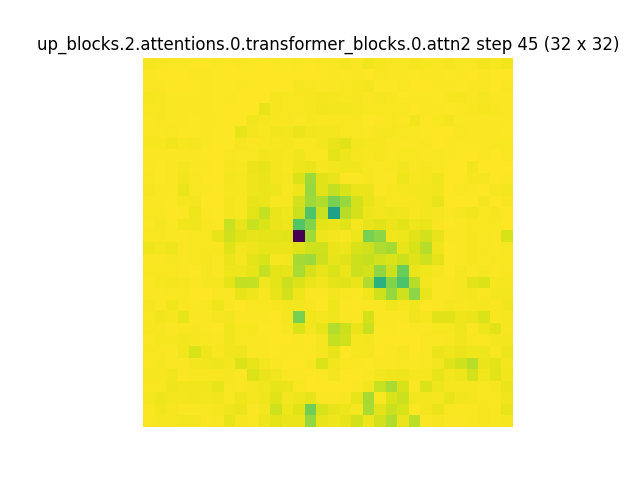 up_blocks.2.attentions.0.transformer_blocks.0.attn2 step 45 (32 x 32)